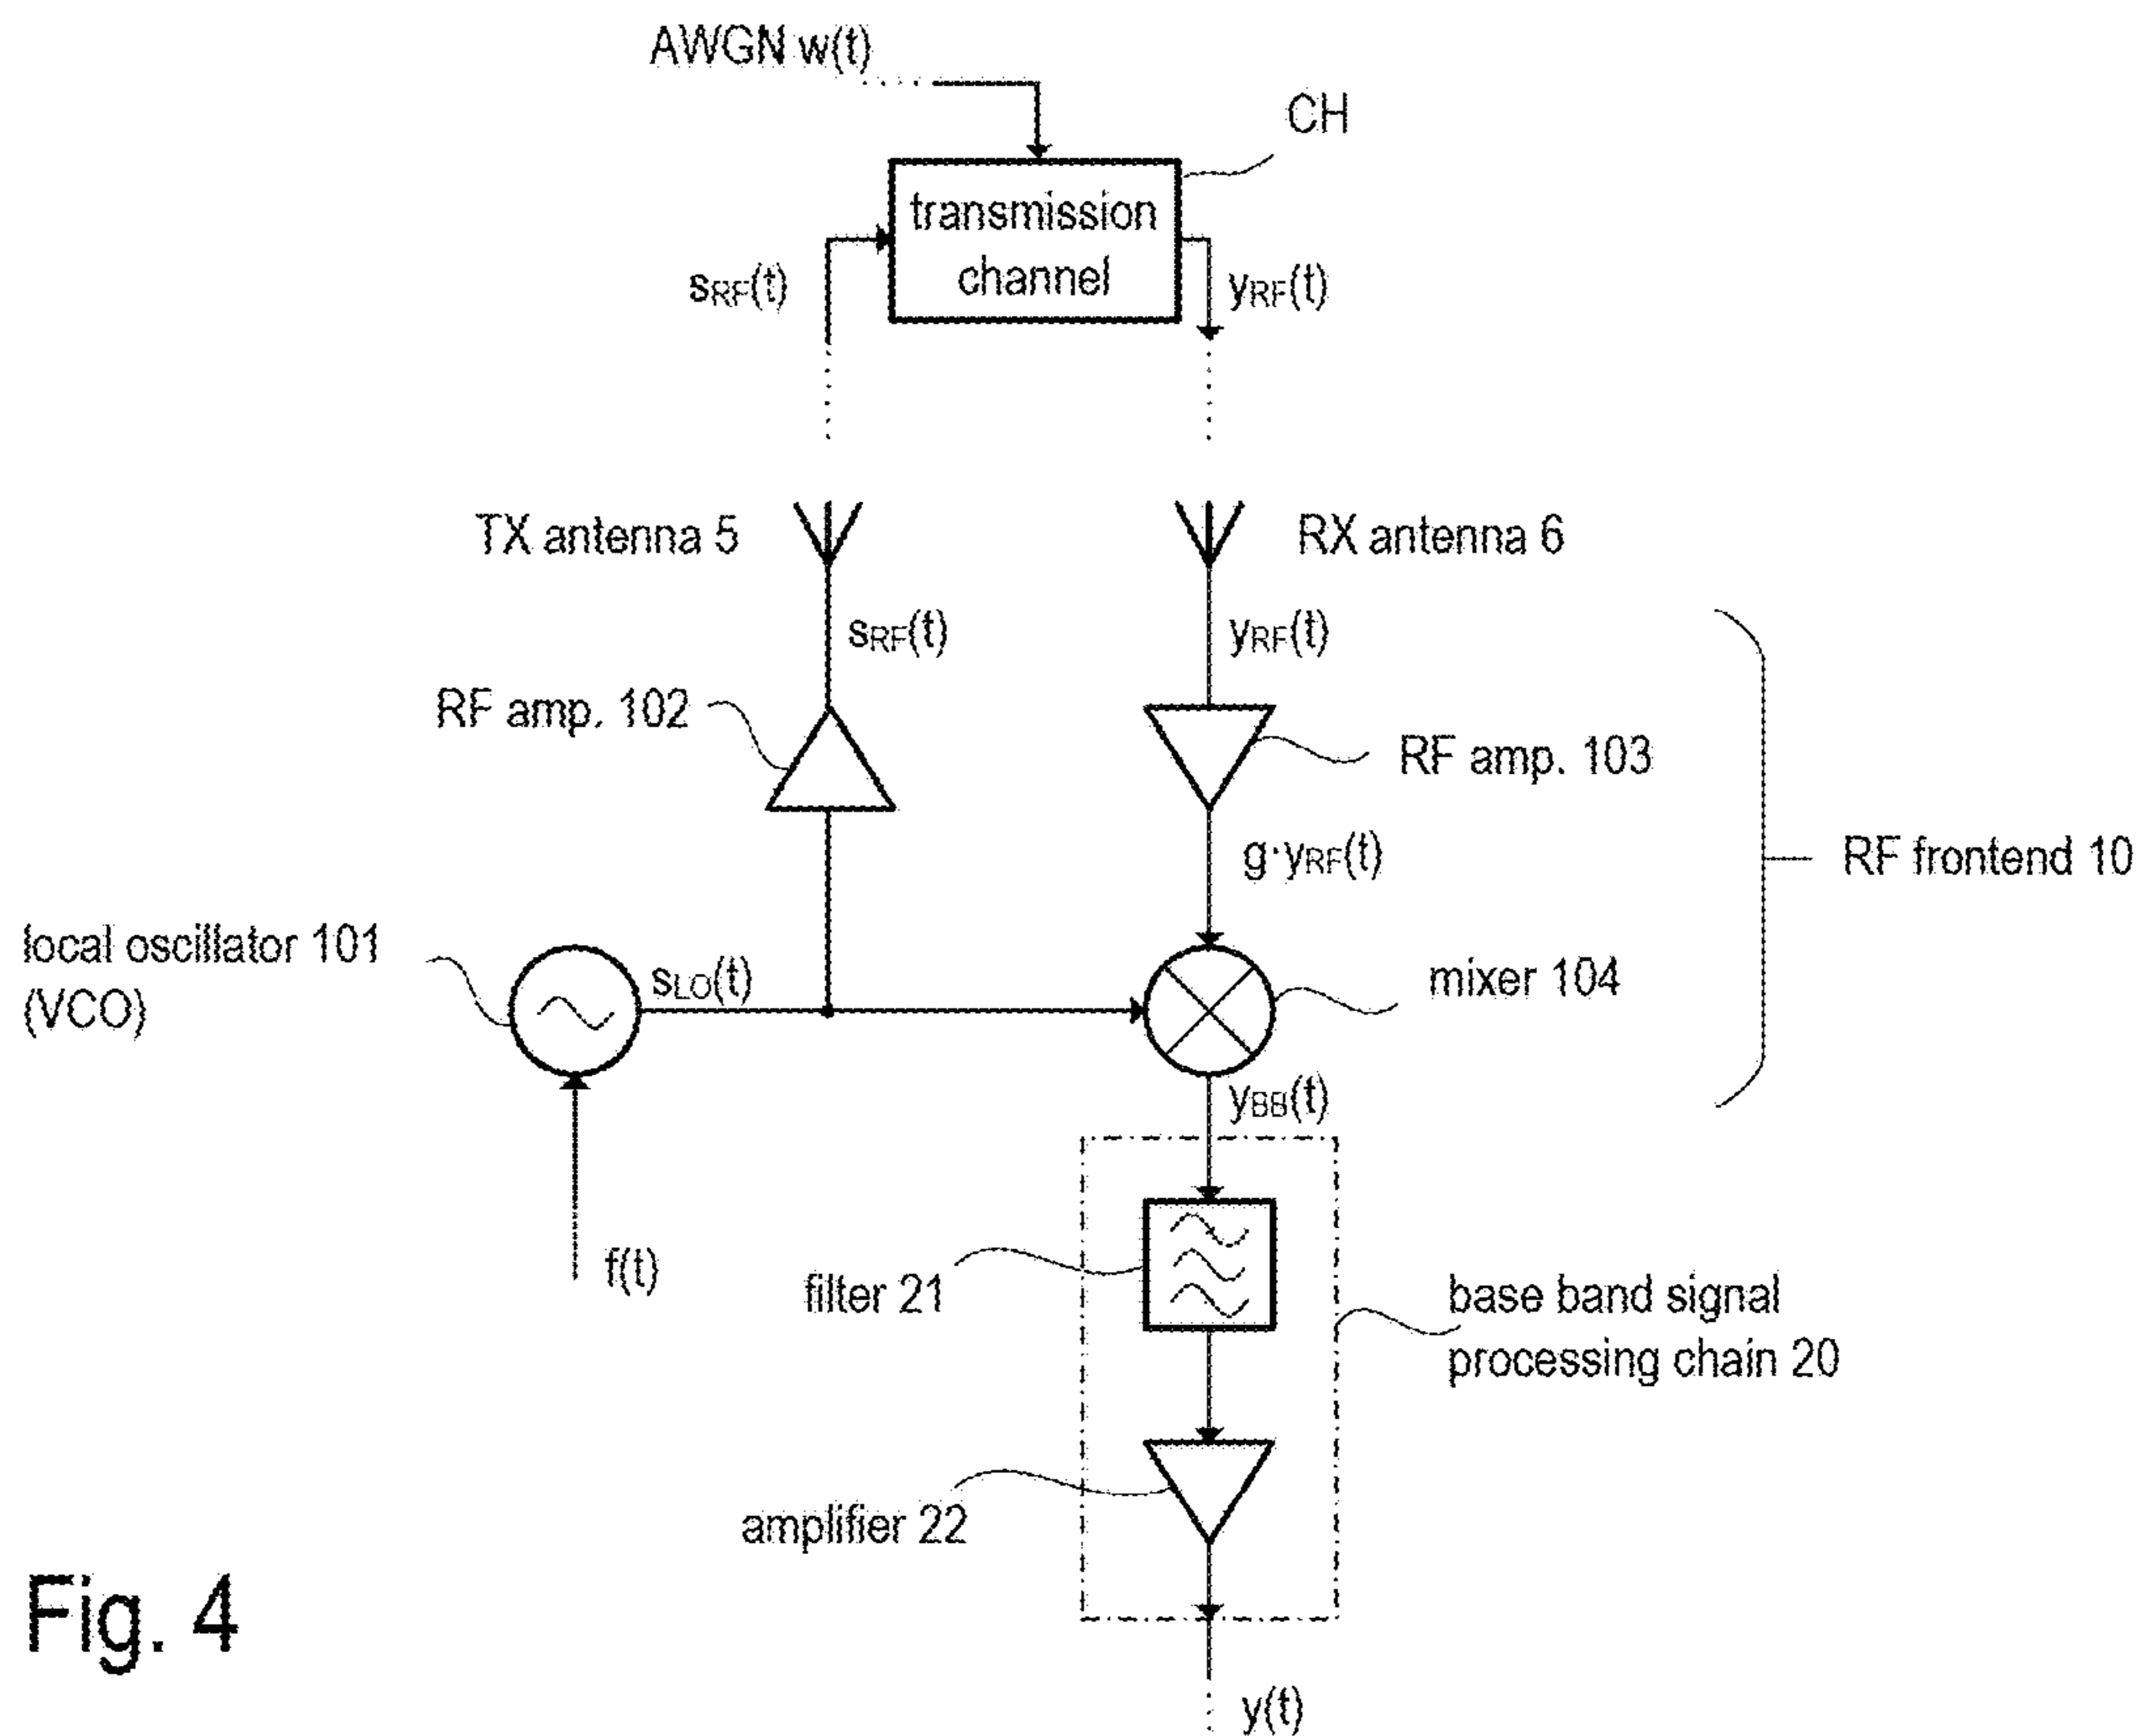 AWGN w(t)
CH
transmission
channel
sRF(t)
yRF(t)
TX antenna 5
RX antenna 6
sRF(t)
yRF(t)
RF amp. 102
RF amp. 103
g·yRF(t)
RF frontend 10
local oscillator 101
(VCO)
sLO(t)
mixer 104
yBB(t)
f(t)
filter 21
base band signal
processing chain 20
amplifier 22
Fig. 4
y(t)